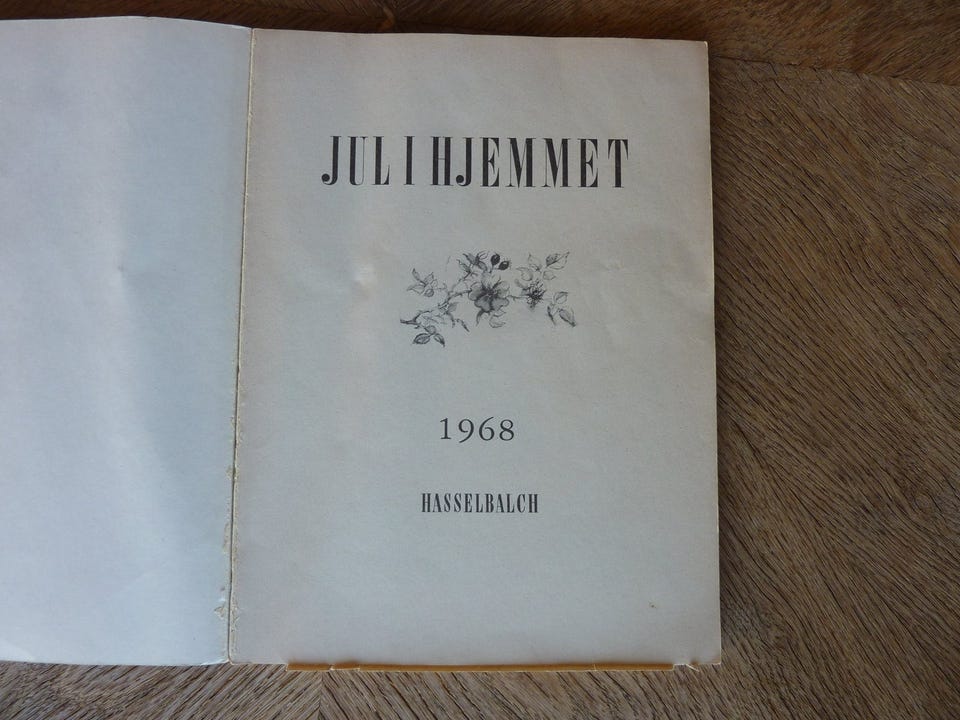 JUL I HJEMMET
1968
HASSELBALCH